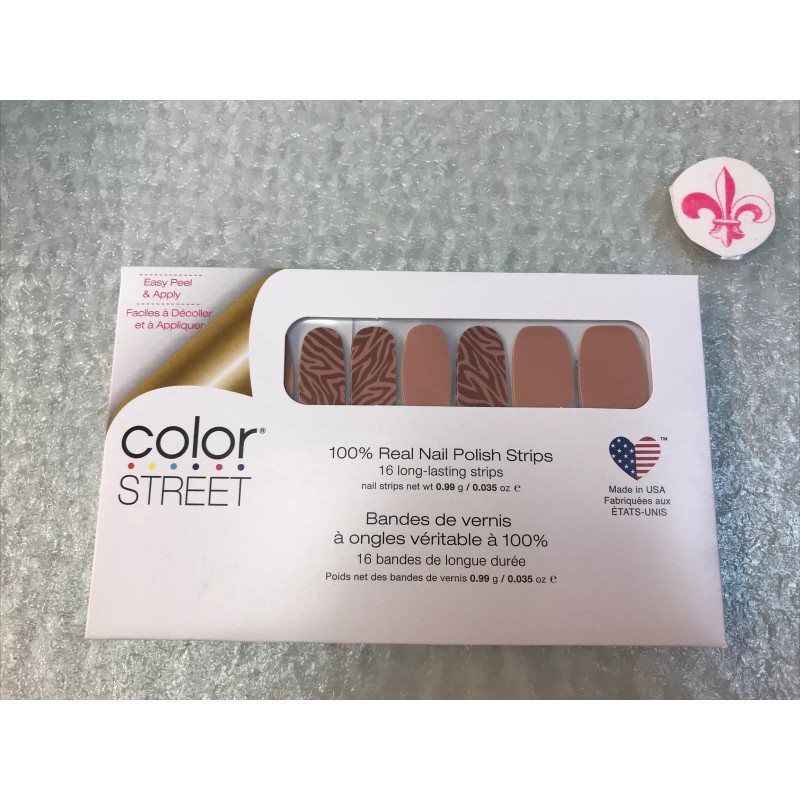 Easy Peel
& Apply
Faciles à Décoller
et à Appliquer
color®
STREET
100% Real Nail Polish Strips
16 long-lasting strips
nail strips net wt 0.99 g / 0.035 oz ℮
Bandes de vernis
à ongles véritable à 100%
16 bandes de longue durée
Poids net des bandes de vernis 0.99 g / 0.035 oz ℮
™
Made in USA
Fabriquées aux
ÉTATS-UNIS